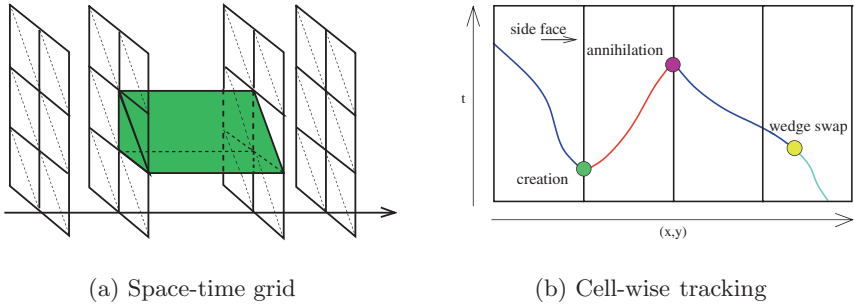 side face
annihilation
t
wedge swap
creation
(x,y)
(a) Space-time grid
(b) Cell-wise tracking